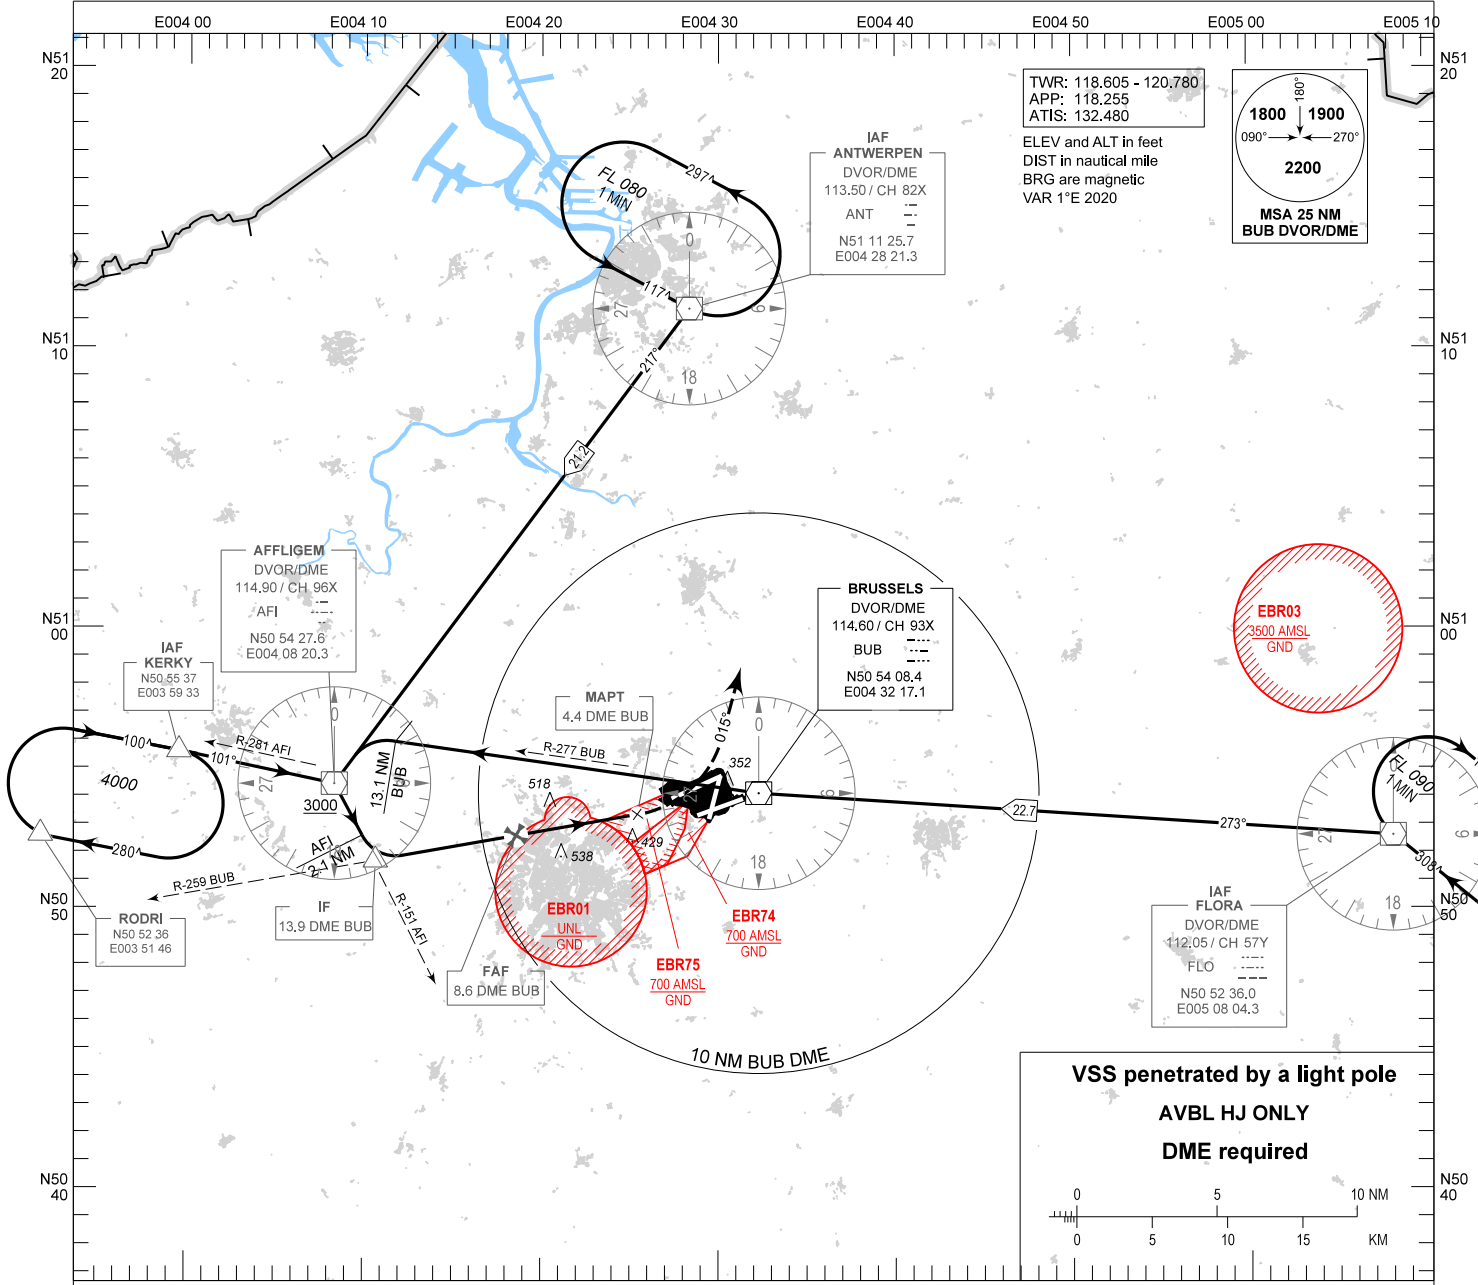 E004 00
E004 10
E004 20
E004 30
E004 40
E004 50
E005 00
E005 10
N51
20
N51
20
TWR: 118.605 - 120.780
APP: 118.255
ATIS: 132.480
ELEV and ALT in feet
DIST in nautical mile
BRG are magnetic
VAR 1°E 2020
180°
1800
1900
090°
270°
2200
MSA 25 NM
BUB DVOR/DME
IAF
ANTWERPEN
DVOR/DME
113.50 / CH 82X
ANT
N51 11 25.7
E004 28 21.3
FL 080
1 MIN
297^
117^
0
27
6
18
217°
N51
10
N51
10
21.2
AFFLIGEM
DVOR/DME
114.90 / CH 96X
AFI
N50 54 27.6
E004 08 20.3
BRUSSELS
DVOR/DME
114.60 / CH 93X
BUB
N50 54 08.4
E004 32 17.1
EBR03
3500 AMSL
GND
N51
00
N51
00
IAF
KERKY
N50 55 37
E003 59 33
MAPT
4.4 DME BUB
015°
R-281 AFI
100^
101°
4000
280^
0
27
6
3000
13.1 NM
BUB
R-277 BUB
518
352
0
27
6
18
22.7
273°
FL 090
1 MIN
0
27
6
18
308^
AFI
2.1 NM
18
429
538
R-259 BUB
R-151 AFI
RODRI
N50 52 36
E003 51 46
IF
13.9 DME BUB
FAF
8.6 DME BUB
EBR01
UNL
GND
EBR74
700 AMSL
GND
EBR75
700 AMSL
GND
IAF
FLORA
DVOR/DME
112.05 / CH 57Y
FLO
N50 52 36.0
E005 08 04.3
N50
50
N50
50
10 NM BUB DME
VSS penetrated by a light pole
AVBL HJ ONLY
DME required
0
5
10 NM
0
5
10
15
KM
N50
40
N50
40